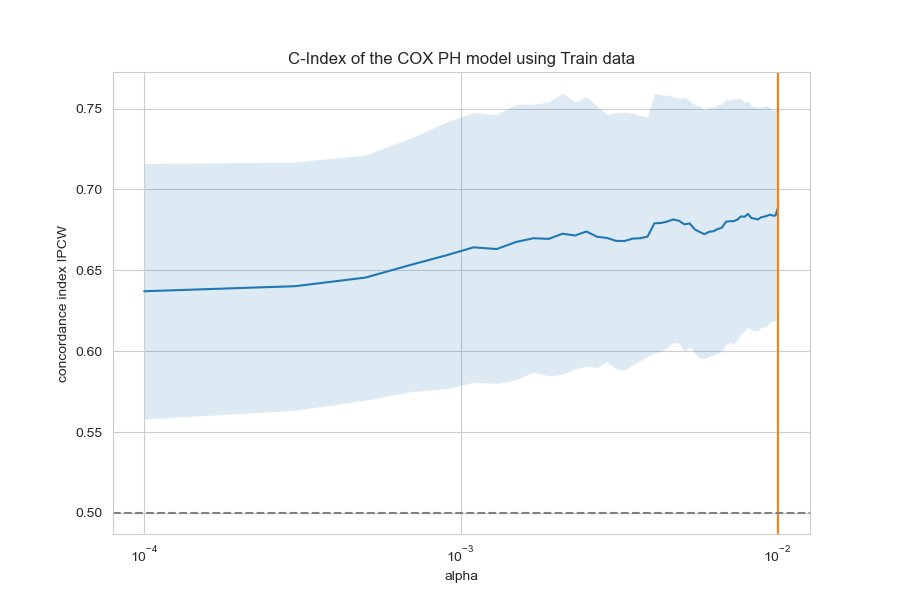 C-Index of the COX PH model using Train data
concordance index IPCW
0.75
0.70
0.65
0.60
0.55
0.50
10⁻⁴ 10⁻³ 10⁻²
alpha